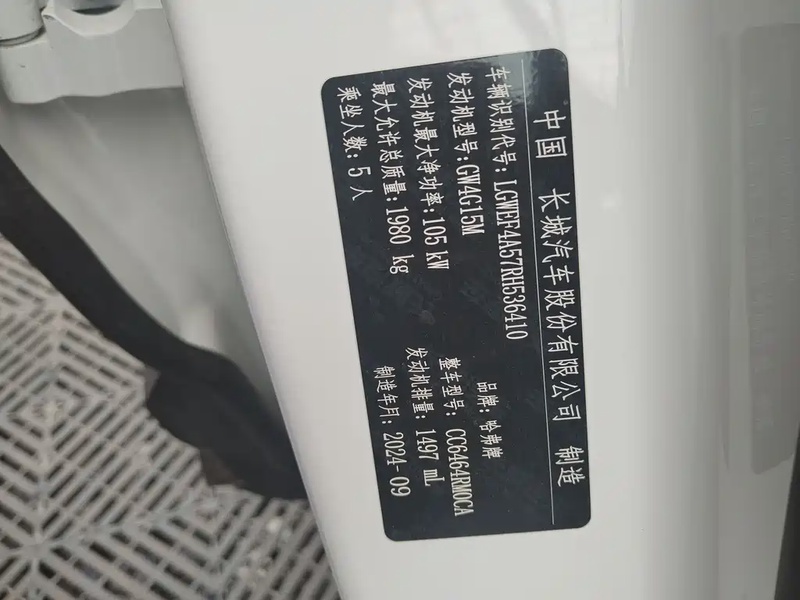 中国 长城汽车股份有限公司 制造
车辆识别代号：LGWEF4A57RH536410 品牌：哈弗牌
发动机型号：GW4G15M 整车型号：CC6464RM0CA
发动机最大净功率：105 kW 发动机排量：1497 mL
最大允许总质量：1980 kg 制造年月：2024-09
乘坐人数：5 人